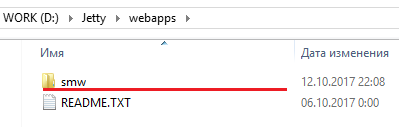 WORK (D:) Jetty webapps
Имя Дата изменения
smw 12.10.2017 22:08
README.TXT 06.10.2017 0:00